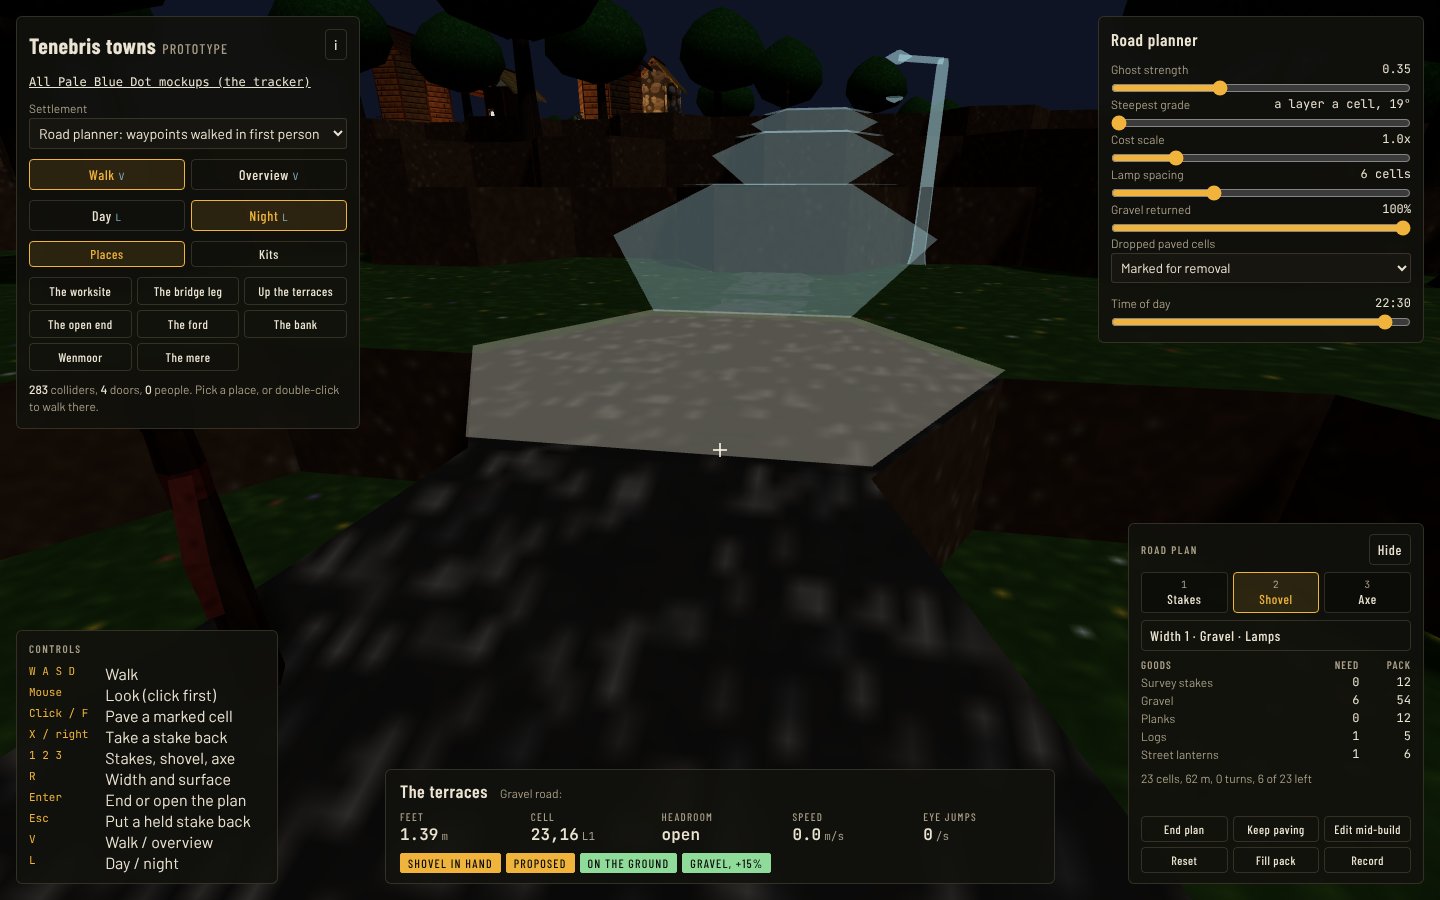 Tenebris towns PROTOTYPE
i
All Pale Blue Dot mockups (the tracker)
Settlement
Road planner: waypoints walked in first person
Walk V
Overview V
Day L
Night L
Places
Kits
The worksite
The bridge leg
Up the terraces
The open end
The ford
The bank
Wenmoor
The mere
283 colliders, 4 doors, 0 people. Pick a place, or double-click
to walk there.
Road planner
Ghost strength 0.35
Steepest grade a layer a cell, 19°
Cost scale 1.0x
Lamp spacing 6 cells
Gravel returned 100%
Dropped paved cells
Marked for removal
Time of day 22:30
CONTROLS
W A S D Walk
Mouse Look (click first)
Click / F Pave a marked cell
X / right Take a stake back
1 2 3 Stakes, shovel, axe
R Width and surface
Enter End or open the plan
Esc Put a held stake back
V Walk / overview
L Day / night
The terraces Gravel road:
FEET CELL HEADROOM SPEED EYE JUMPS
1.39 m 23,16 L1 open 0.0 m/s 0 /s
SHOVEL IN HAND PROPOSED ON THE GROUND GRAVEL, +15%
ROAD PLAN
Hide
1 2 3
Stakes Shovel Axe
Width 1 · Gravel · Lamps
GOODS NEED PACK
Survey stakes 0 12
Gravel 6 54
Planks 0 12
Logs 1 5
Street lanterns 1 6
23 cells, 62 m, 0 turns, 6 of 23 left
End plan Keep paving Edit mid-build
Reset Fill pack Record